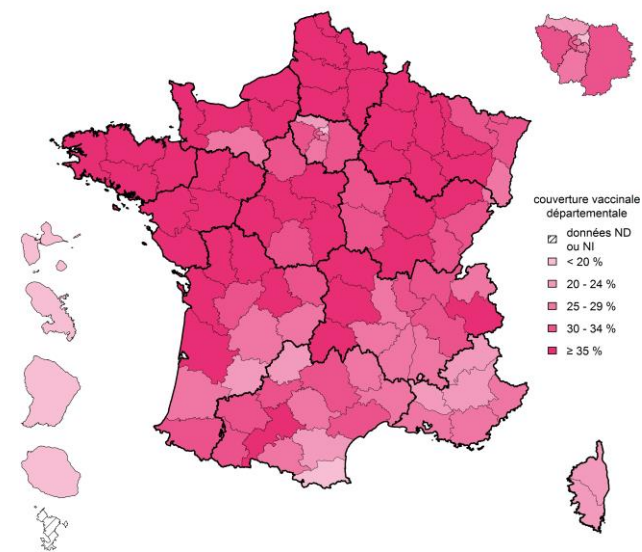 couverture vaccinale
départementale
données ND
ou NI
< 20 %
20 - 24 %
25 - 29 %
30 - 34 %
≥ 35 %